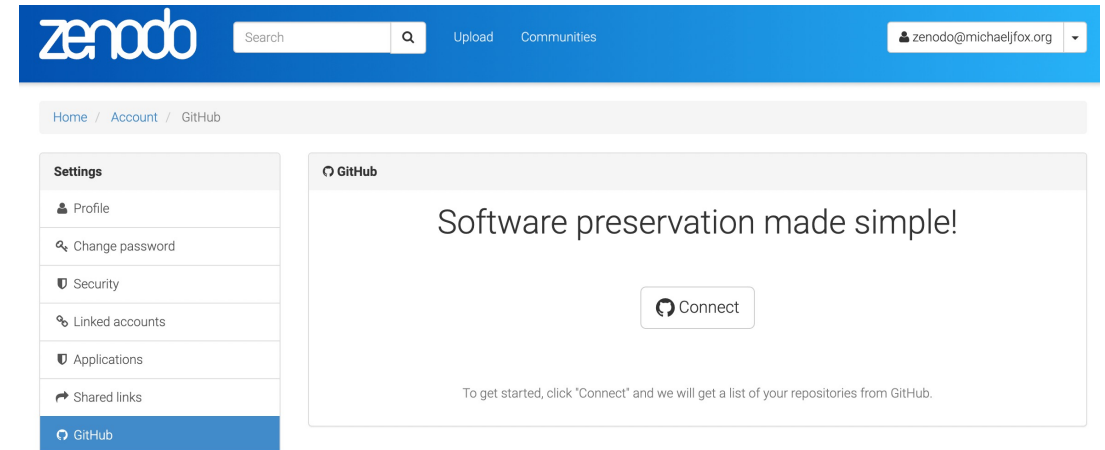 zenodo
Search
Upload
Communities
zenodo@michaeljfox.org
Home / Account / GitHub
Settings
Profile
Change password
Security
Linked accounts
Applications
Shared links
GitHub
GitHub
Software preservation made simple!
Connect
To get started, click "Connect" and we will get a list of your repositories from GitHub.